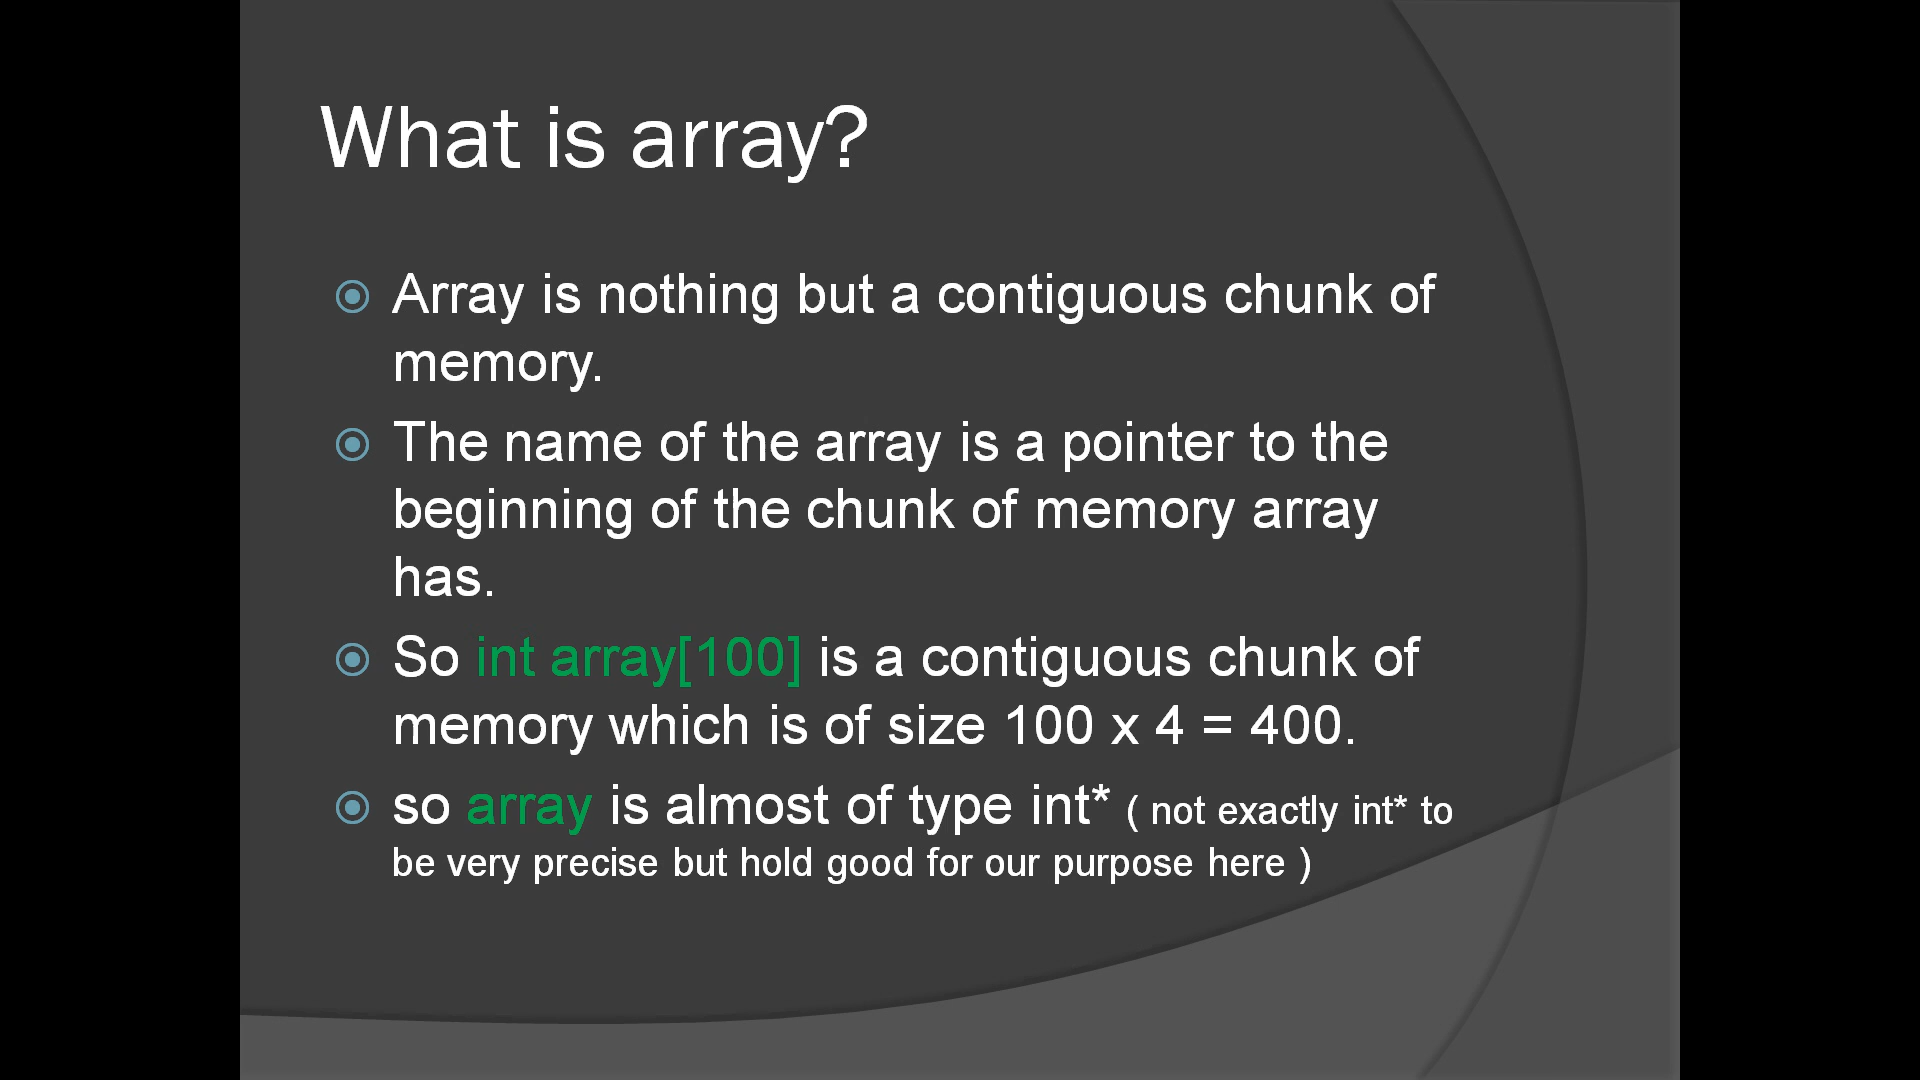 What is array?
Array is nothing but a contiguous chunk of
memory.
The name of the array is a pointer to the
beginning of the chunk of memory array
has.
So int array[100] is a contiguous chunk of
memory which is of size 100 x 4 = 400.
so array is almost of type int* ( not exactly int* to
be very precise but hold good for our purpose here )